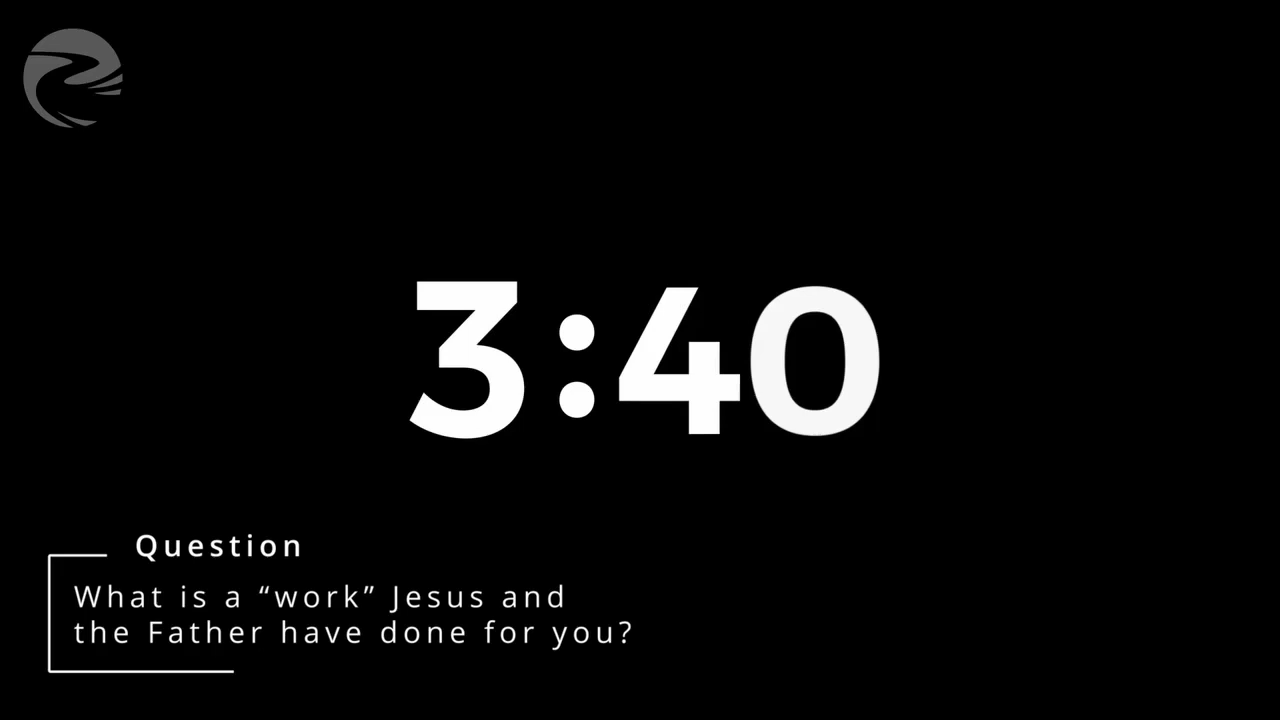 3:40
Question
What is a “work” Jesus and
the Father have done for you?